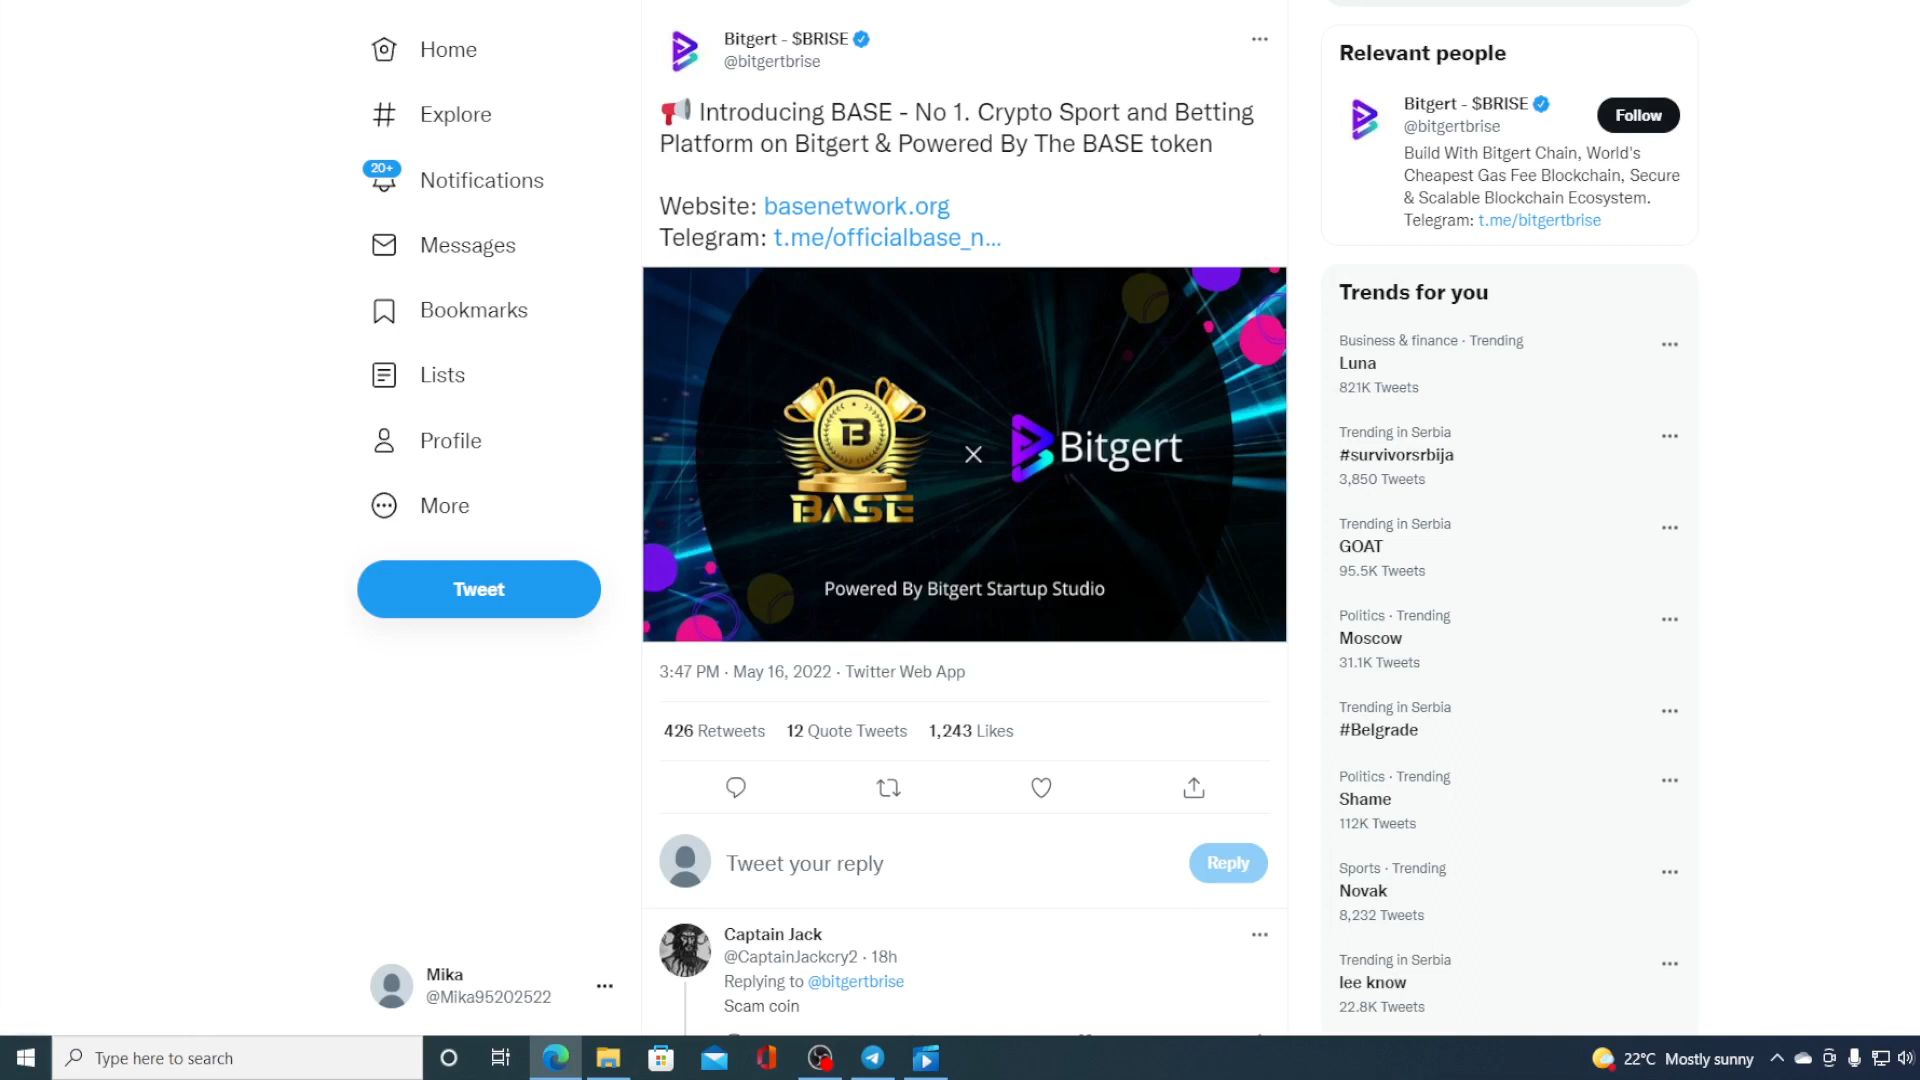 Home
Explore
20+
Notifications
Messages
Bookmarks
Lists
Profile
More
Tweet
Mika
@Mika95202522
Bitgert - $BRISE
@bitgertbrise
Introducing BASE - No 1. Crypto Sport and Betting
Platform on Bitgert & Powered By The BASE token
Website: basenetwork.org
Telegram: t.me/officialbase_n...
B
BASE
Bitgert
Powered By Bitgert Startup Studio
3:47 PM · May 16, 2022 · Twitter Web App
426 Retweets 12 Quote Tweets 1,243 Likes
Tweet your reply
Reply
Captain Jack
@CaptainJackcry2 · 18h
Replying to @bitgertbrise
Scam coin
Relevant people
Bitgert - $BRISE
@bitgertbrise
Follow
Build With Bitgert Chain, World's
Cheapest Gas Fee Blockchain, Secure
& Scalable Blockchain Ecosystem.
Telegram: t.me/bitgertbrise
Trends for you
Business & finance · Trending
Luna
821K Tweets
Trending in Serbia
#survivorsrbija
3,850 Tweets
Trending in Serbia
GOAT
95.5K Tweets
Politics · Trending
Moscow
31.1K Tweets
Trending in Serbia
#Belgrade
Politics · Trending
Shame
112K Tweets
Sports · Trending
Novak
8,232 Tweets
Trending in Serbia
lee know
22.8K Tweets
Type here to search
22°C Mostly sunny